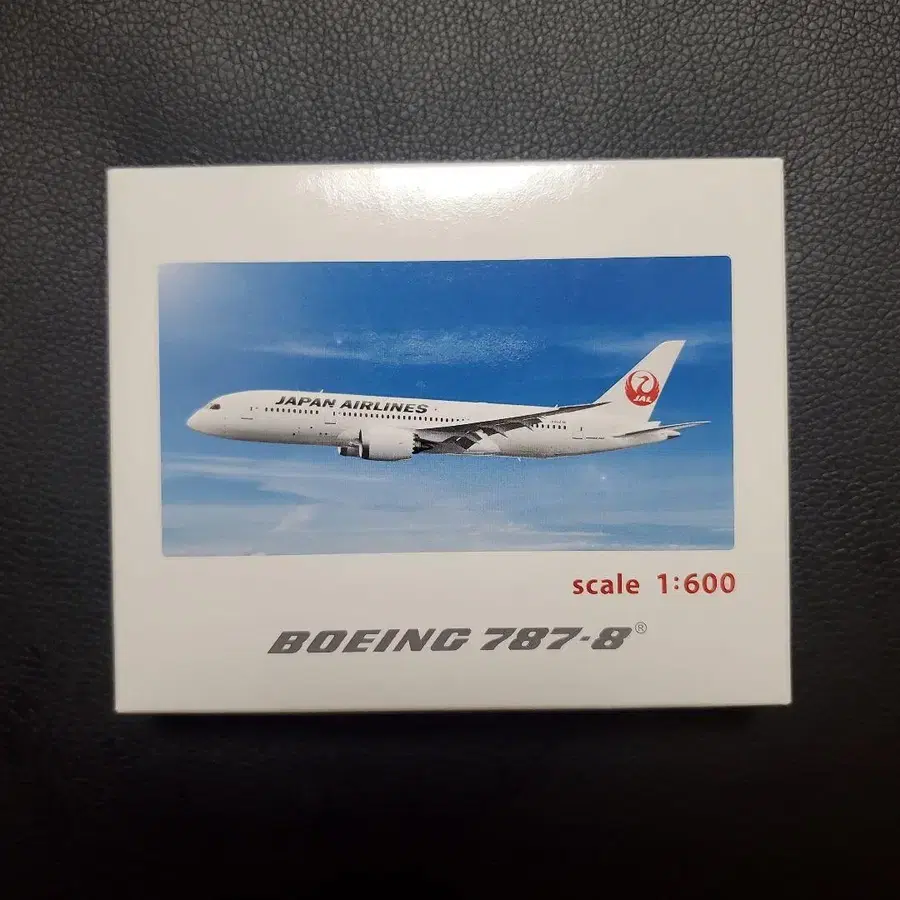 JAPAN AIRLINES
JAL
scale 1:600
BOEING 787-8®